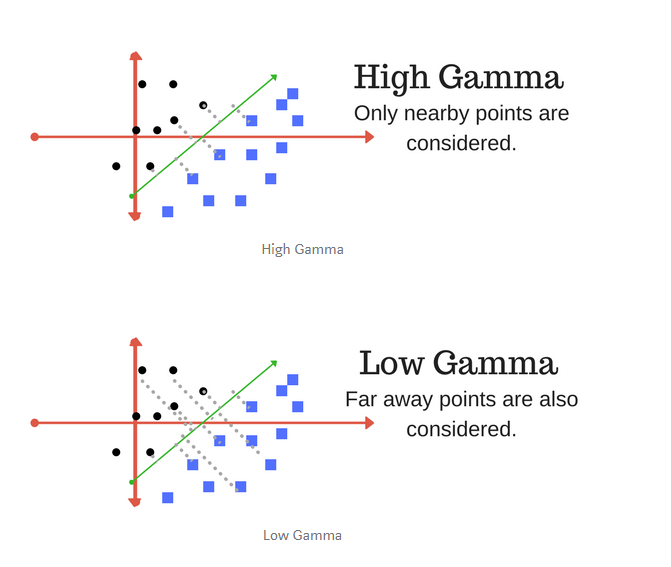 High Gamma
Only nearby points are
considered.
High Gamma
Low Gamma
Far away points are also
considered.
Low Gamma